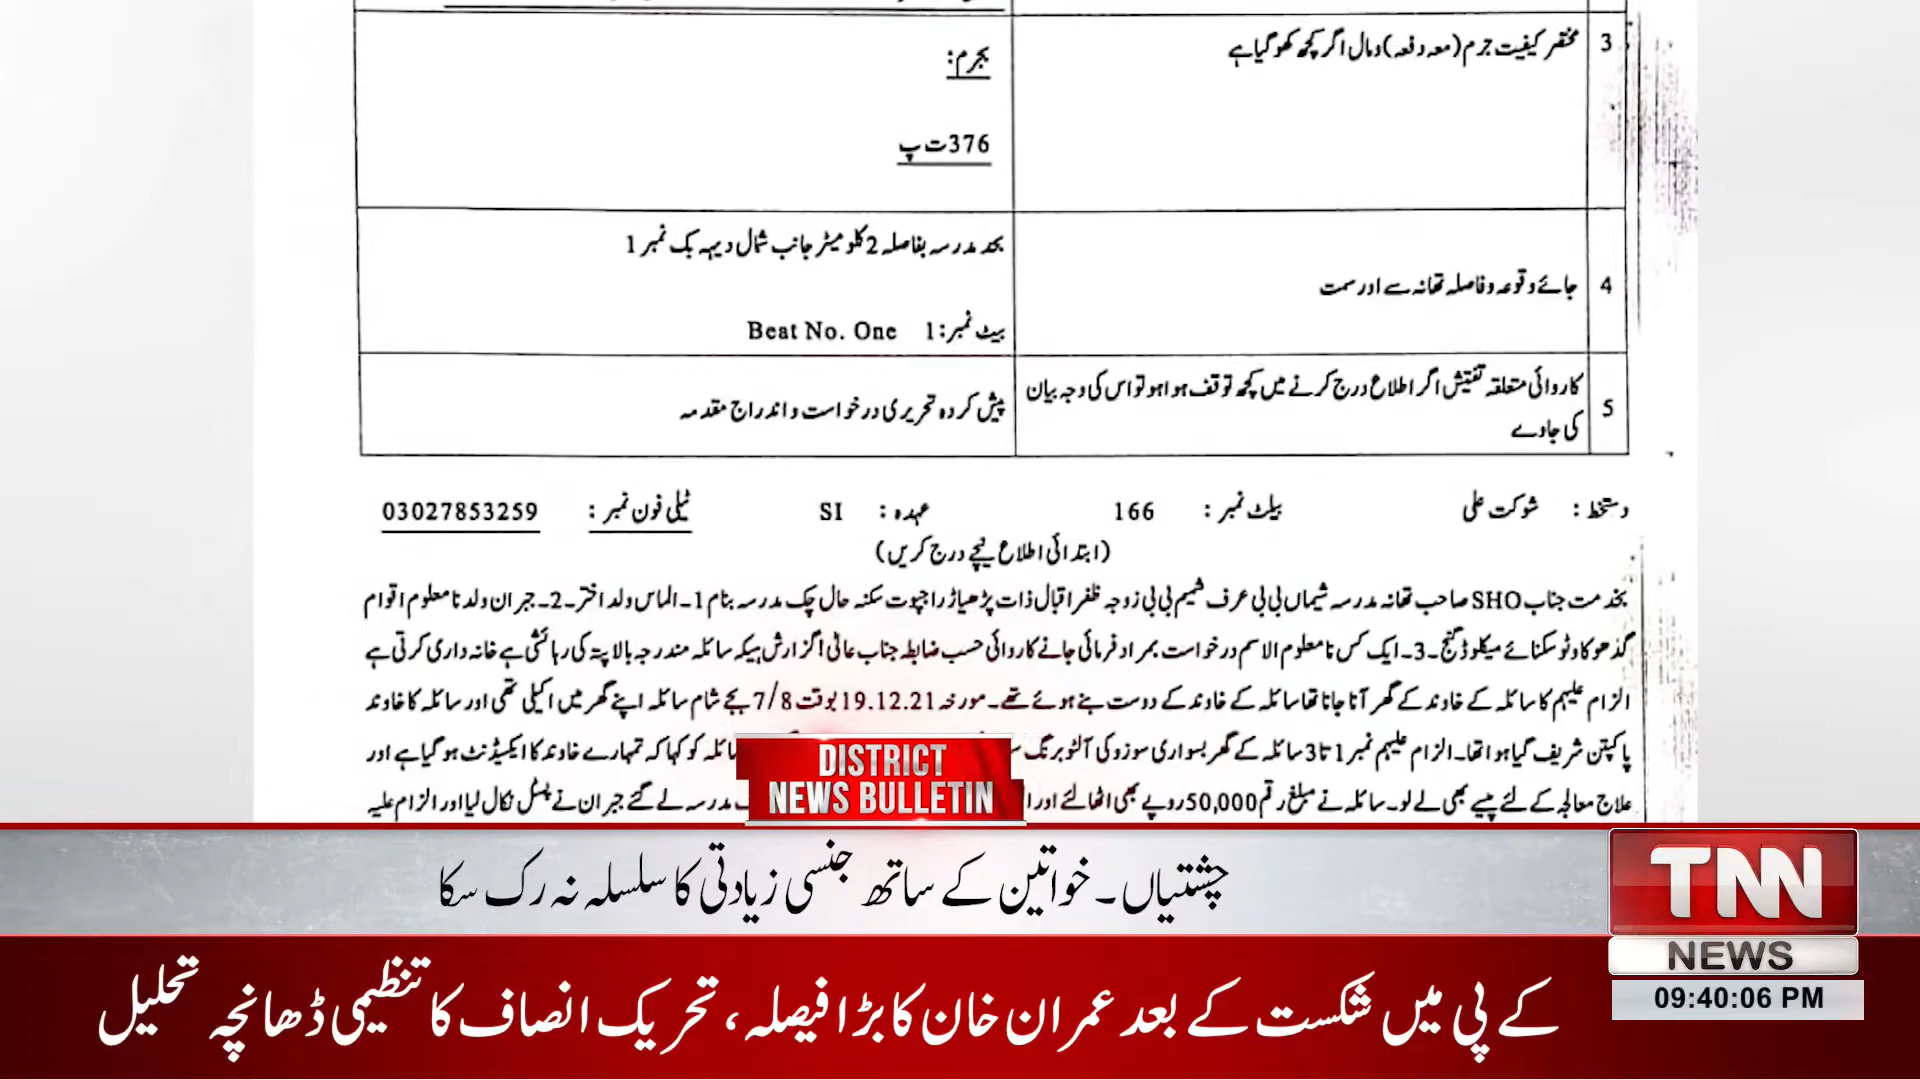 3 مختصر کیفیت جرم (معہ دفعہ) و مال اگر کچھ کھو گیا ہے
بجرم:
376 ت پ
4 جائے وقوعہ و فاصلہ تھانہ سے اور سمت
بحد مدرسہ بفاصلہ 2 کلو میٹر جانب شمال دیہہ بک نمبر 1
بیٹ نمبر: 1 Beat No. One
5 کاروائی متعلقہ تفتیش اگر اطلاع درج کرنے میں کچھ توقف ہوا ہو تو اس کی وجہ بیان
کی جاوے
پیش کردہ تحریری درخواست و اندراج مقدمہ
دستخط : شوکت علی بیلٹ نمبر : 166 عہدہ : SI ٹیلی فون نمبر : 03027853259
(ابتدائی اطلاع نیچے درج کریں)
بخدمت جناب SHO صاحب تھانہ مدرسہ شیماں بی بی عرف شمیم بی بی زوجہ ظفر اقبال ذات پڑھیاڑ راجپوت سکنہ حال چک مدرسہ بنام 1۔ الماس ولد اختر۔2۔ جبران ولد نامعلوم اقوام
گدھوکا وٹو سکنائے میکلوڈ گنج۔3۔ ایک کس نامعلوم الاسم درخواست بمراد فرمائی جانے کاروائی حسب ضابطہ جناب عالی! گزارش ہیکہ سائلہ مندرجہ بالا پتہ کی رہائشی ہے خانہ داری کرتی ہے
الزام علیہم کا سائلہ کے خاوند کے گھر آنا جانا تھا سائلہ کے خاوند کے دوست بنے ہوئے تھے۔ مورخہ 19.12.21 بوقت 7/8 بجے شام سائلہ اپنے گھر میں اکیلی تھی اور سائلہ کا خاوند
پاکپتن شریف گیا ہوا تھا۔ الزام علیہم نمبر 1 تا 3 سائلہ کے گھر بسواری سوزوکی آلٹو برنگ سائلہ کو کہا کہ تمہارے خاوند کا ایکسیڈنٹ ہو گیا ہے اور
علاج معالجہ کے لئے پیسے بھی لے لو۔ سائلہ نے مبلغ رقم 50,000 روپے بھی اٹھا لئے اور مدرسہ لے گئے جبران نے پسٹل نکال لیا اور الزام علیہ
DISTRICT
NEWS BULLETIN
چشتیاں۔ خواتین کے ساتھ جنسی زیادتی کا سلسلہ نہ رک سکا
TNN
NEWS
09:40:06 PM
کے پی میں شکست کے بعد عمران خان کا بڑا فیصلہ، تحریک انصاف کا تنظیمی ڈھانچہ تحلیل